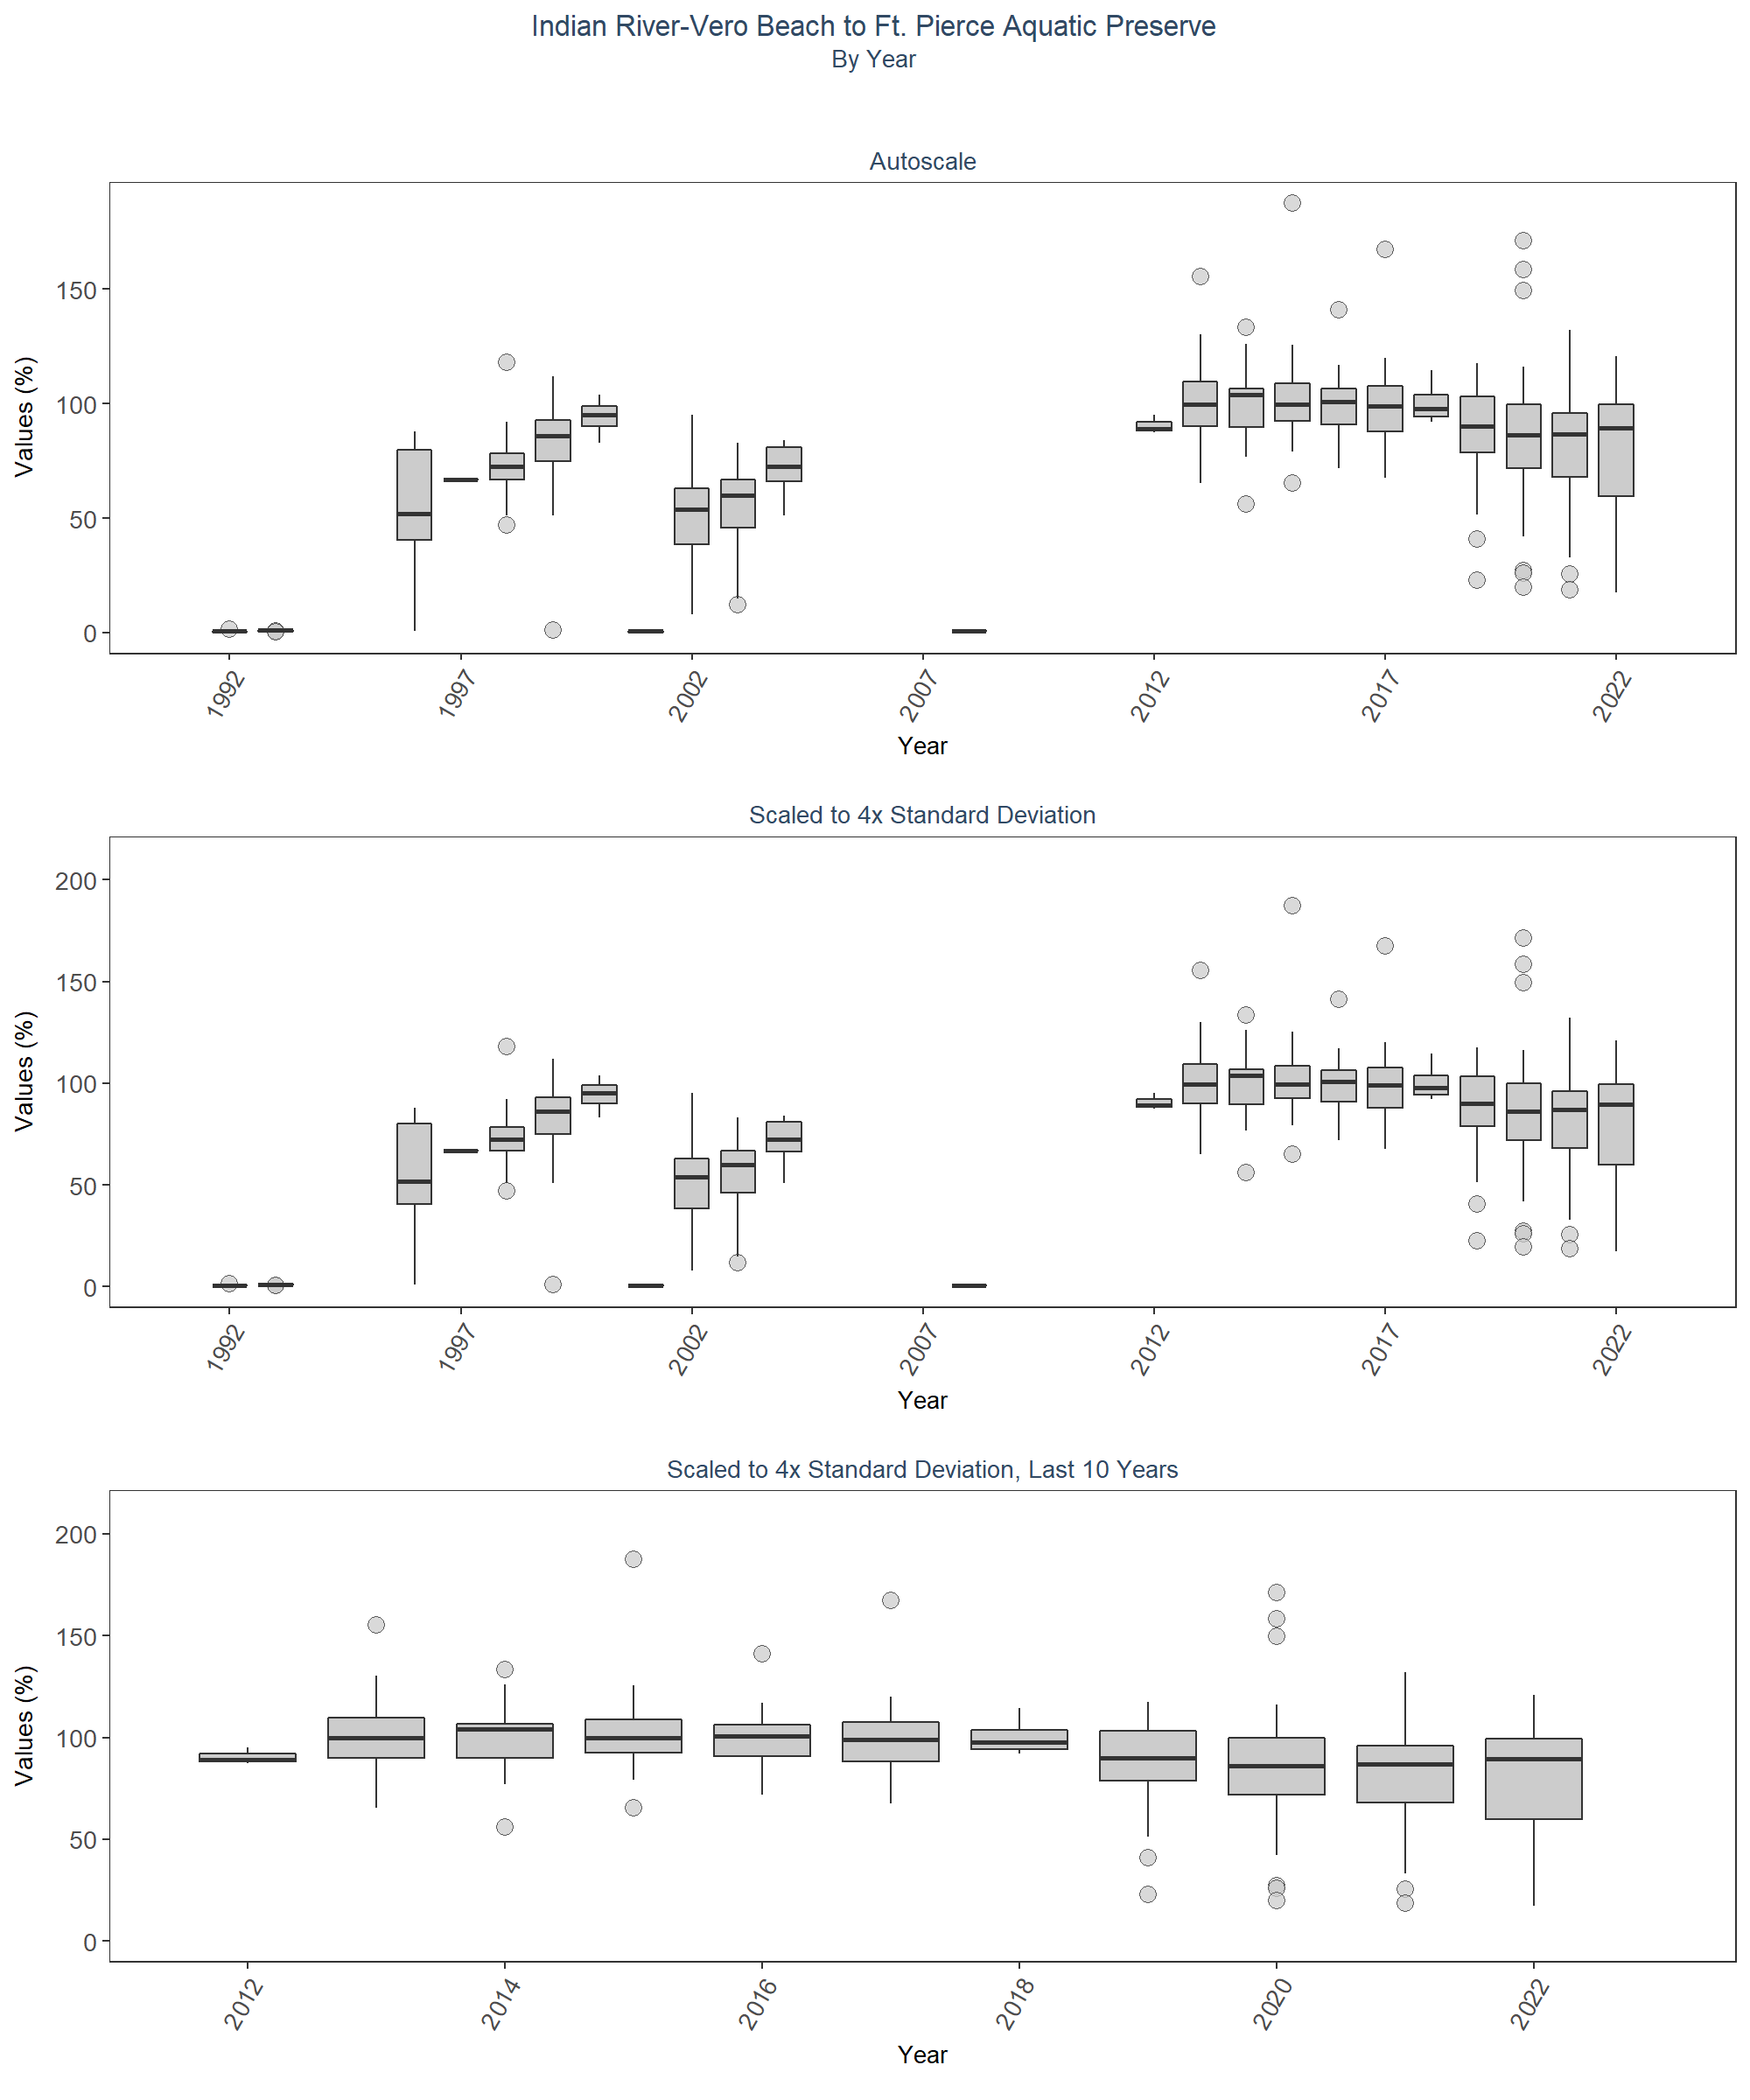 Indian River-Vero Beach to Ft. Pierce Aquatic Preserve
By Year
Autoscale
Values (%)
150
100
50
0
1992 1997 2002 2007 2012 2017 2022
Year
Scaled to 4x Standard Deviation
Values (%)
200
150
100
50
0
1992 1997 2002 2007 2012 2017 2022
Year
Scaled to 4x Standard Deviation, Last 10 Years
Values (%)
200
150
100
50
0
2012 2014 2016 2018 2020 2022
Year